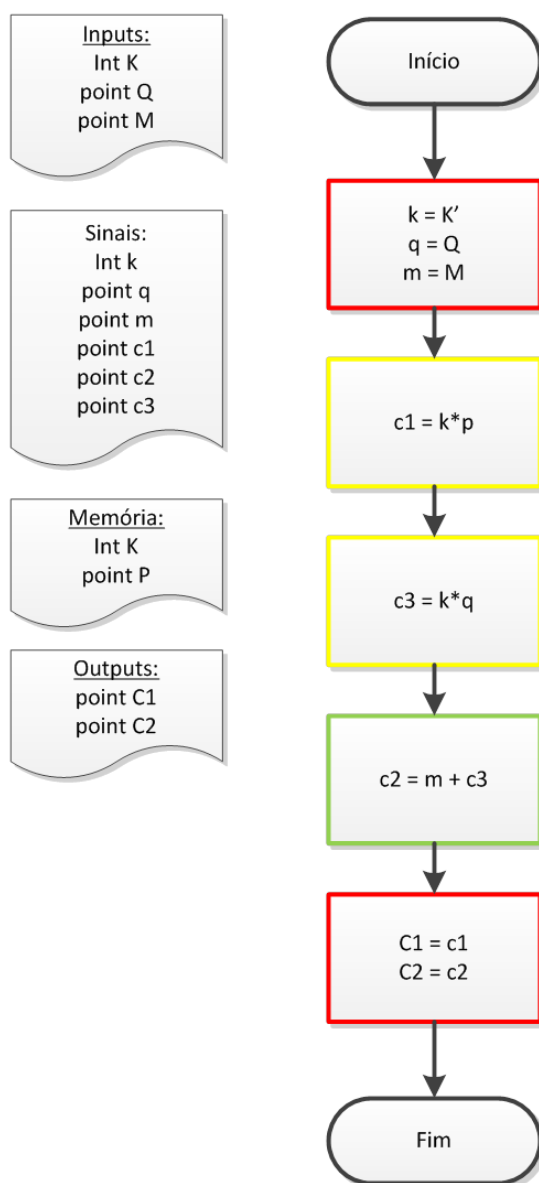 Inputs:
Int K
point Q
point M
Sinais:
Int k
point q
point m
point c1
point c2
point c3
Memória:
Int K
point P
Outputs:
point C1
point C2
Início
k = K’
q = Q
m = M
c1 = k*p
c3 = k*q
c2 = m + c3
C1 = c1
C2 = c2
Fim